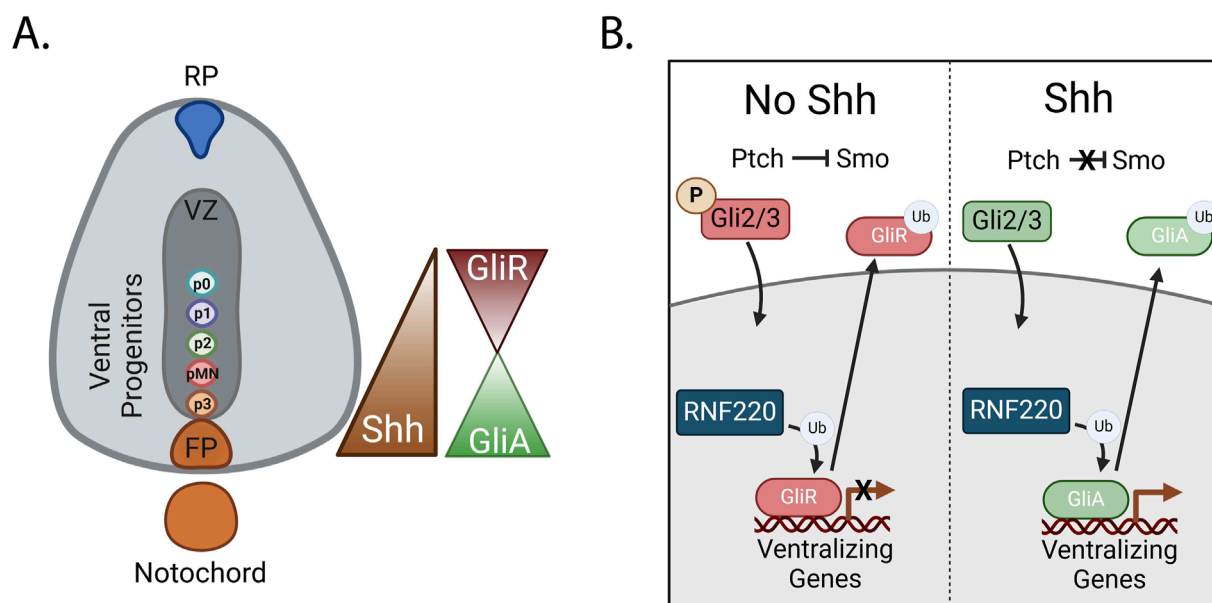 A.
RP
VZ
p0
p1
p2
pMN
p3
Ventral
Progenitors
FP
Notochord
Shh
GliR
GliA
B.
No Shh
Ptch Smo
P
Gli2/3
GliR
Ub
RNF220
Ub
GliR
X
Ventralizing
Genes
Shh
Ptch X Smo
Gli2/3
GliA
Ub
RNF220
Ub
GliA
Ventralizing
Genes